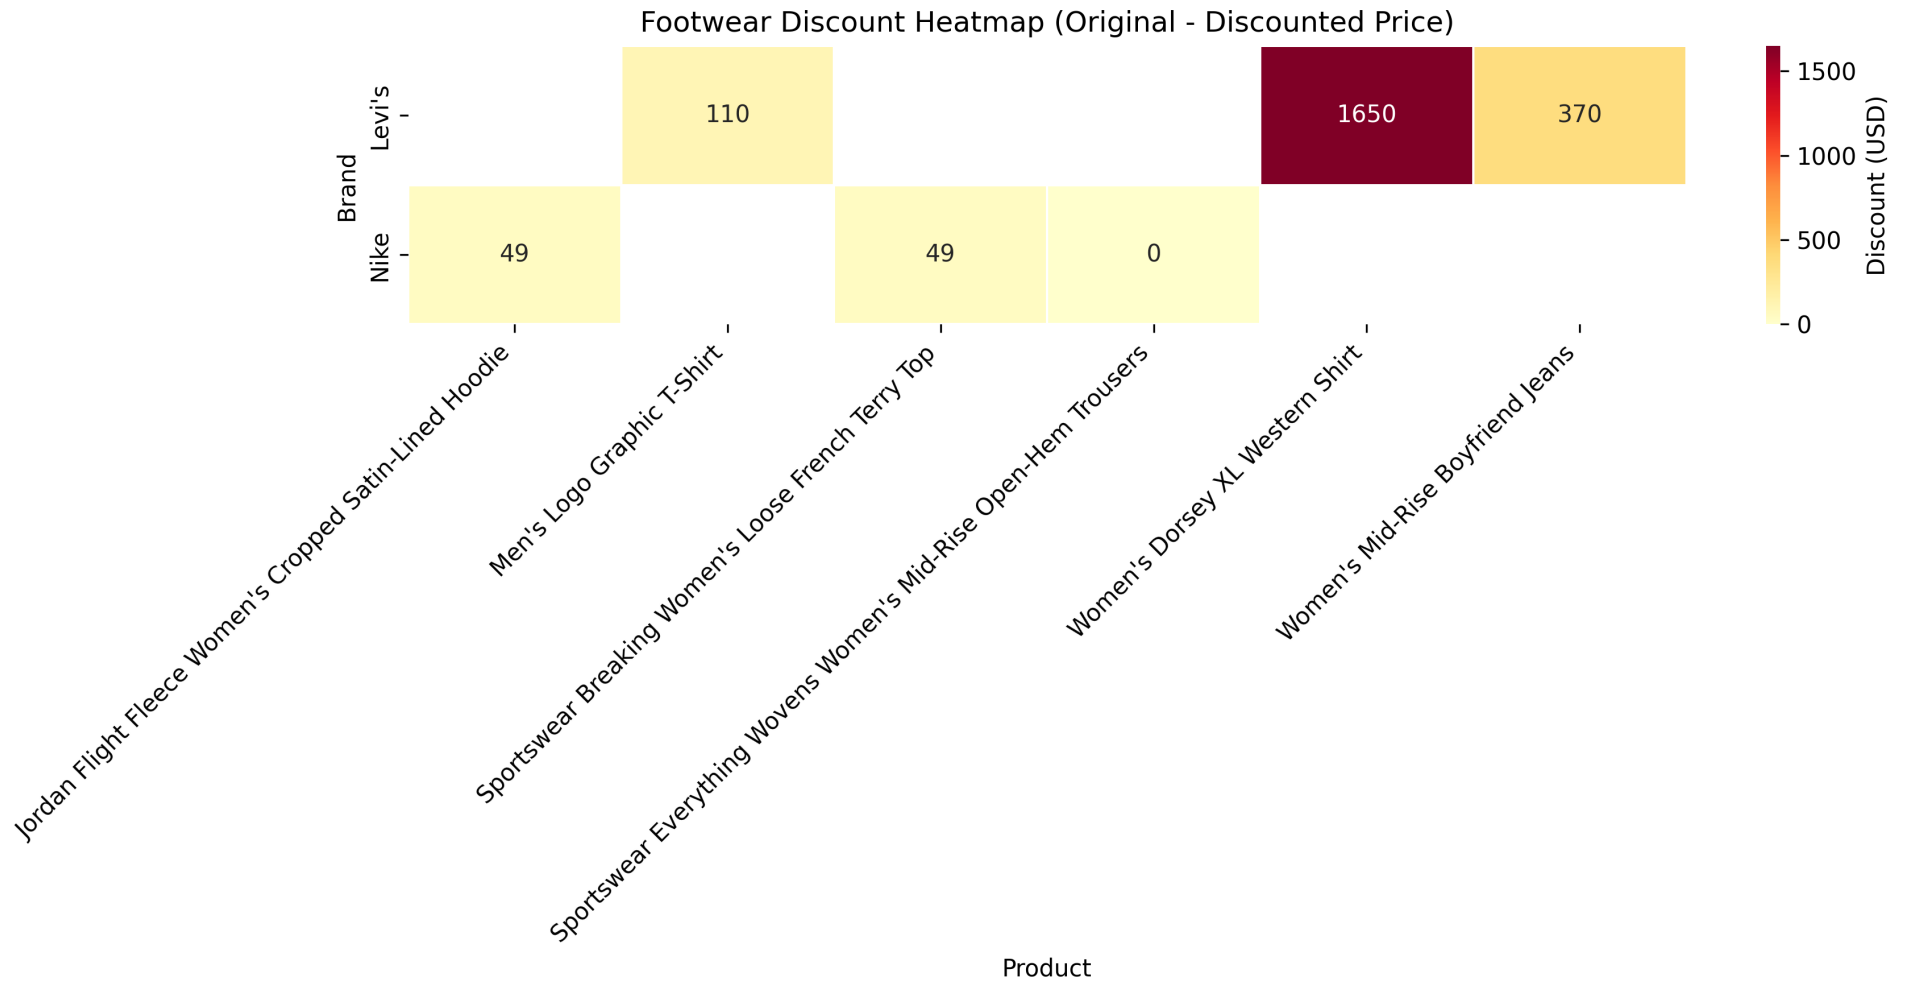 Footwear Discount Heatmap (Original - Discounted Price)
Brand
Levi's
Nike
110
1650
370
49
49
0
1500
1000
500
0
Discount (USD)
Jordan Flight Fleece Women's Cropped Satin-Lined Hoodie
Men's Logo Graphic T-Shirt
Sportswear Breaking Women's Loose French Terry Top
Sportswear Everything Wovens Women's Mid-Rise Open-Hem Trousers
Women's Dorsey XL Western Shirt
Women's Mid-Rise Boyfriend Jeans
Product